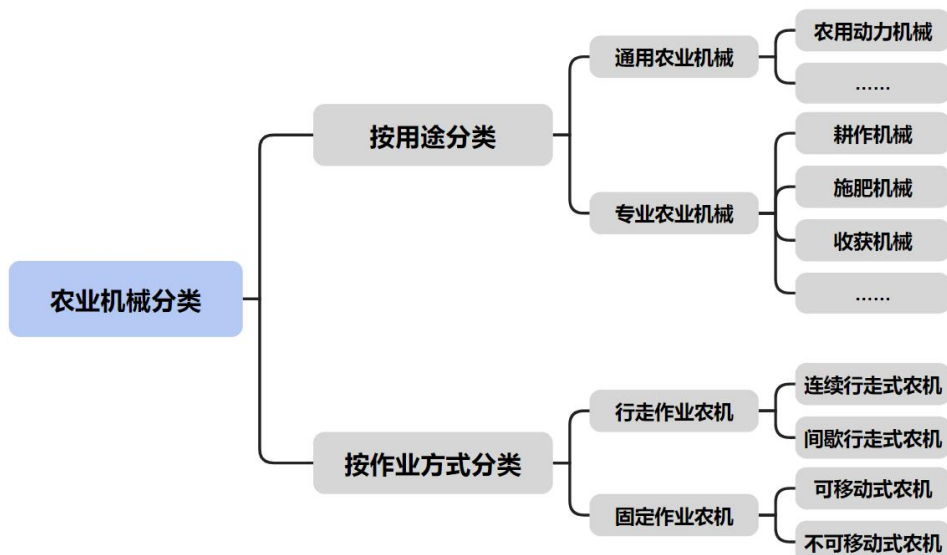 农业机械分类
按用途分类
通用农业机械
农用动力机械
……
专业农业机械
耕作机械
施肥机械
收获机械
……
按作业方式分类
行走作业农机
连续行走式农机
间歇行走式农机
固定作业农机
可移动式农机
不可移动式农机